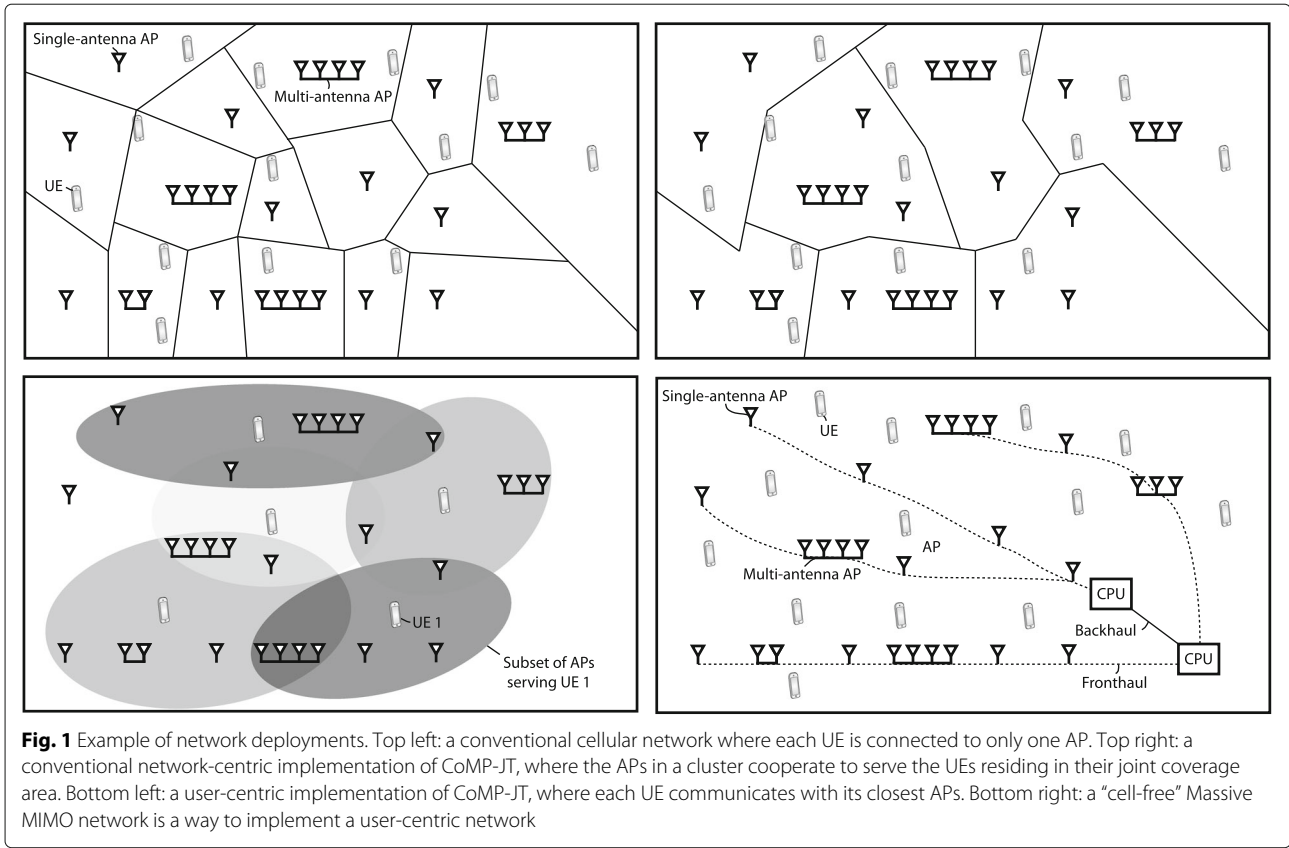 Single-antenna AP
Multi-antenna AP
UE
UE 1
Subset of APs
serving UE 1
Single-antenna AP
UE
AP
Multi-antenna AP
CPU
Backhaul
CPU
Fronthaul
Fig. 1 Example of network deployments. Top left: a conventional cellular network where each UE is connected to only one AP. Top right: a
conventional network-centric implementation of CoMP-JT, where the APs in a cluster cooperate to serve the UEs residing in their joint coverage
area. Bottom left: a user-centric implementation of CoMP-JT, where each UE communicates with its closest APs. Bottom right: a “cell-free” Massive
MIMO network is a way to implement a user-centric network